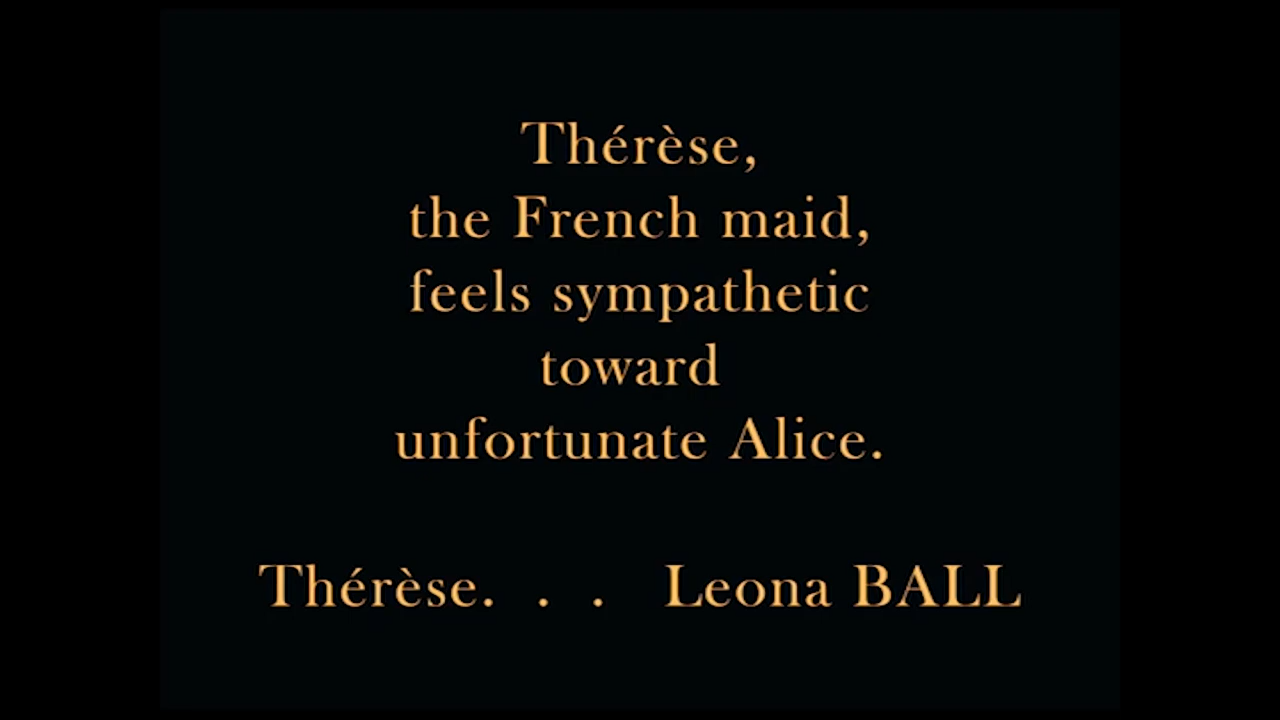 Thérèse,
the French maid,
feels sympathetic
toward
unfortunate Alice.
Thérèse. . . Leona BALL